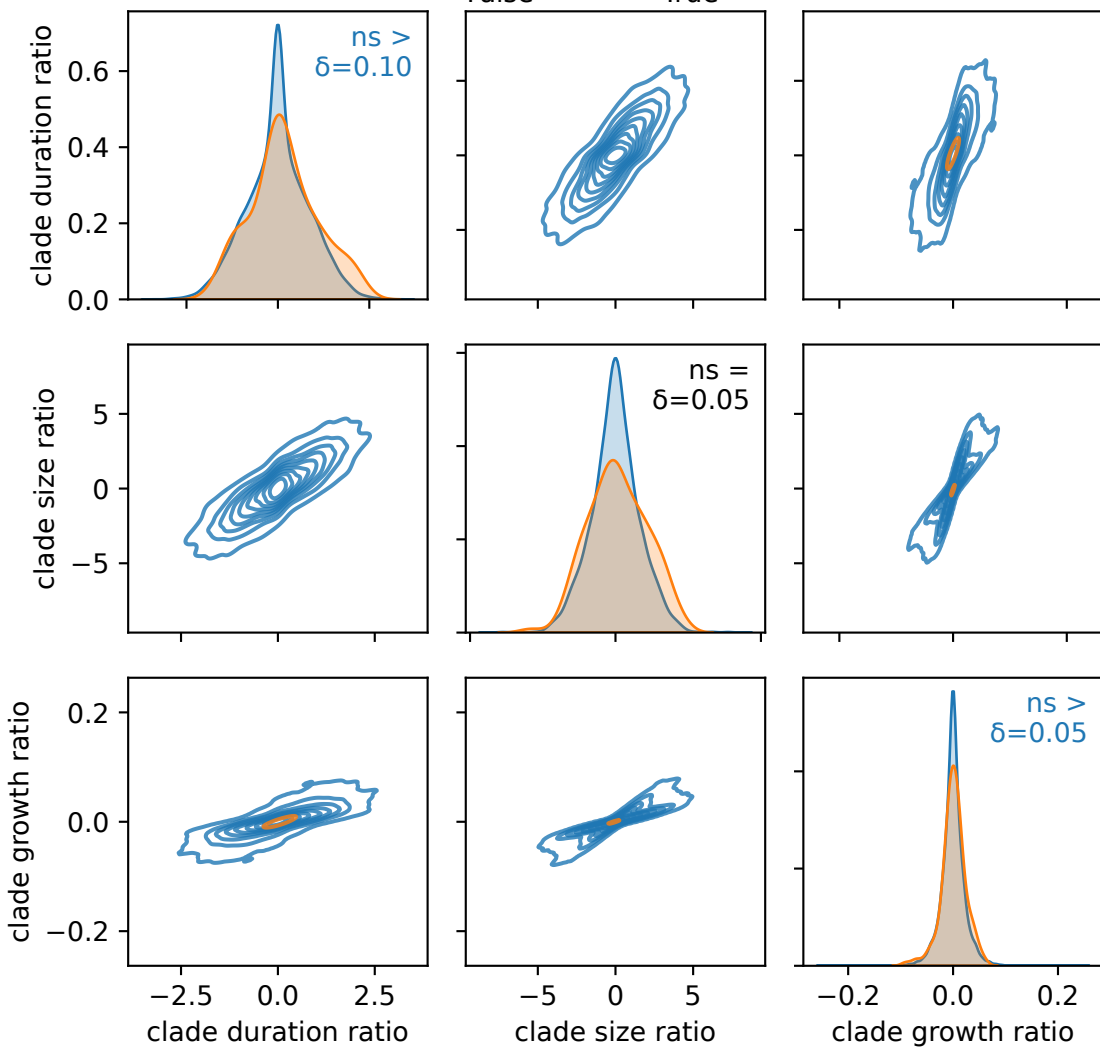 clade duration ratio
0.6
0.4
0.2
0.0
ns >
δ=0.10
clade size ratio
5
0
−5
ns =
δ=0.05
clade growth ratio
0.2
0.0
−0.2
ns >
δ=0.05
−2.5 0.0 2.5
clade duration ratio
−5 0 5
clade size ratio
−0.2 0.0 0.2
clade growth ratio